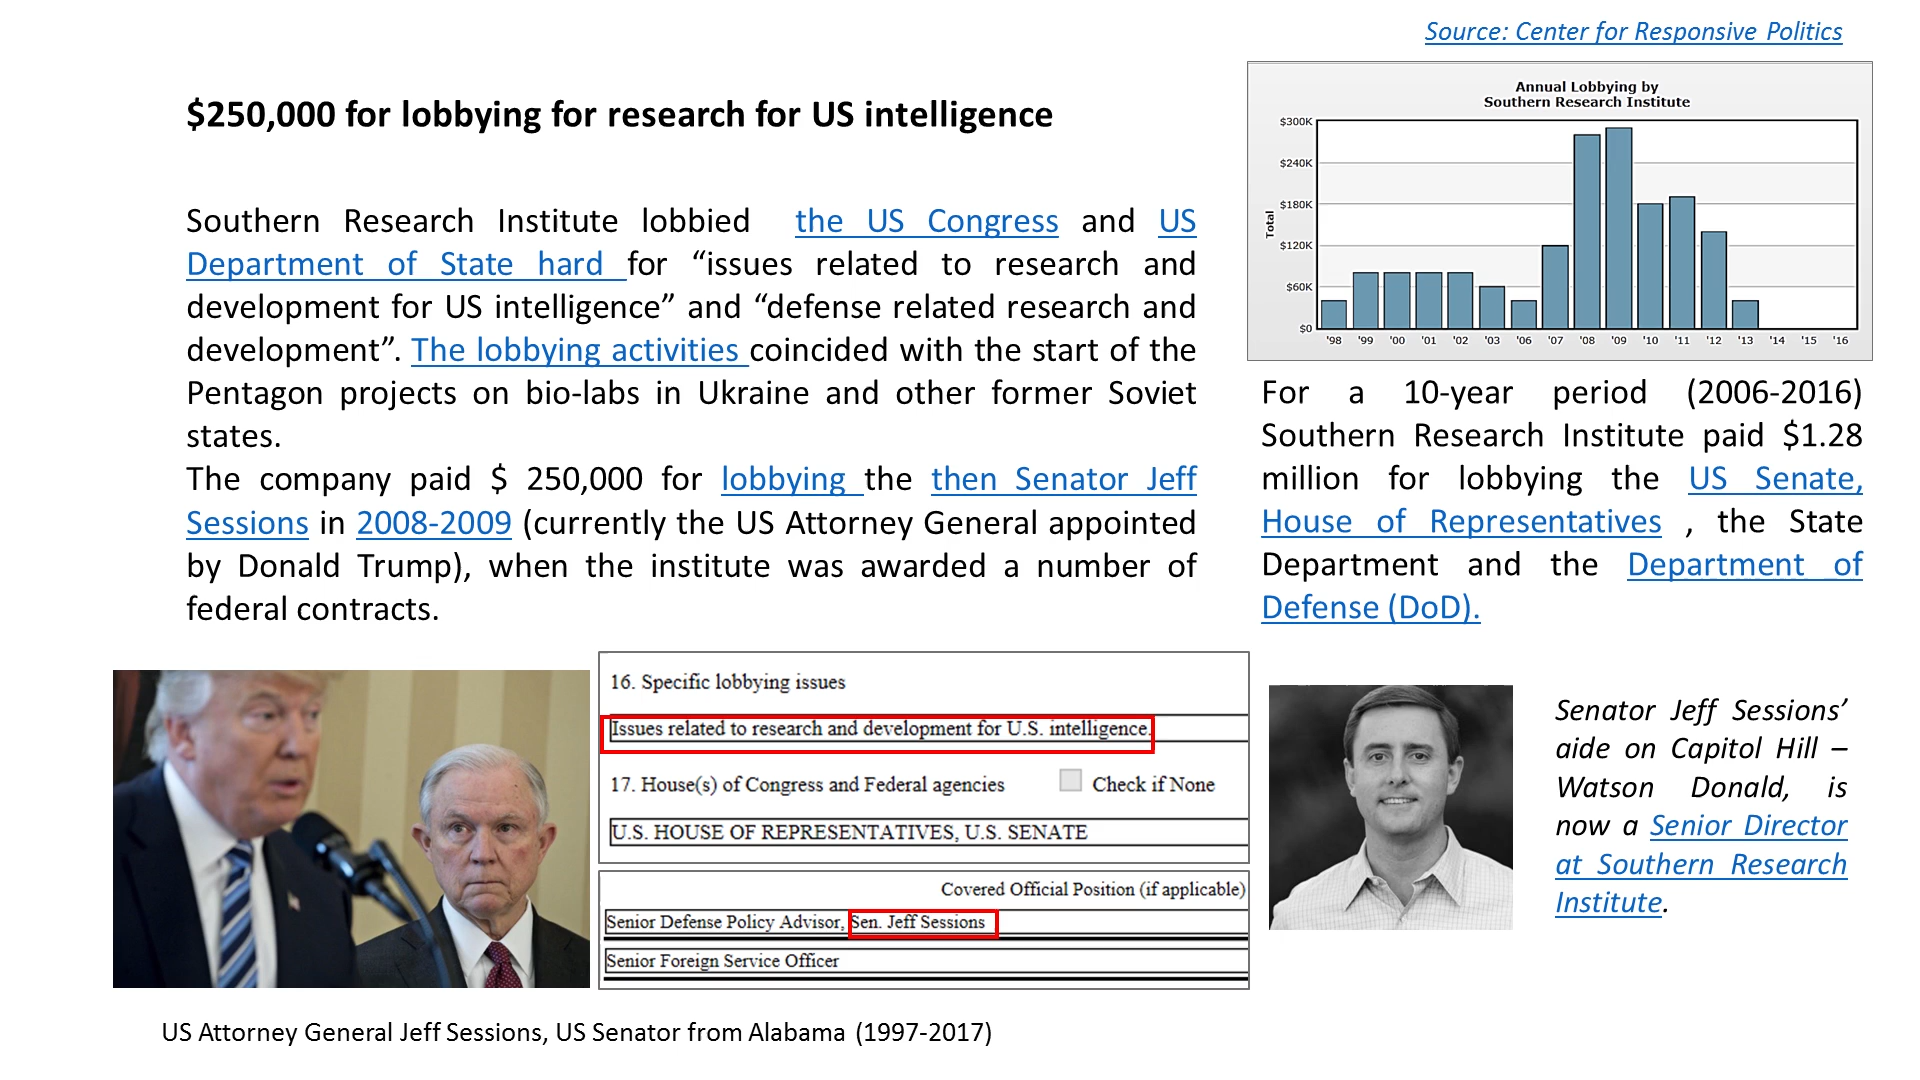 Source: Center for Responsive Politics
$250,000 for lobbying for research for US intelligence
Southern Research Institute lobbied the US Congress and US
Department of State hard for “issues related to research and
development for US intelligence” and “defense related research and
development”. The lobbying activities coincided with the start of the
Pentagon projects on bio-labs in Ukraine and other former Soviet
states.
The company paid $ 250,000 for lobbying the then Senator Jeff
Sessions in 2008-2009 (currently the US Attorney General appointed
by Donald Trump), when the institute was awarded a number of
federal contracts.
Annual Lobbying by
Southern Research Institute
Total
$300K
$240K
$180K
$120K
$60K
$0
'98 '99 '00 '01 '02 '03 '06 '07 '08 '09 '10 '11 '12 '13 '14 '15 '16
For a 10-year period (2006-2016)
Southern Research Institute paid $1.28
million for lobbying the US Senate,
House of Representatives , the State
Department and the Department of
Defense (DoD).
16. Specific lobbying issues
Issues related to research and development for U.S. intelligence.
17. House(s) of Congress and Federal agencies Check if None
U.S. HOUSE OF REPRESENTATIVES, U.S. SENATE
Covered Official Position (if applicable)
Senior Defense Policy Advisor, Sen. Jeff Sessions
Senior Foreign Service Officer
Senator Jeff Sessions’
aide on Capitol Hill –
Watson Donald, is
now a Senior Director
at Southern Research
Institute.
US Attorney General Jeff Sessions, US Senator from Alabama (1997-2017)